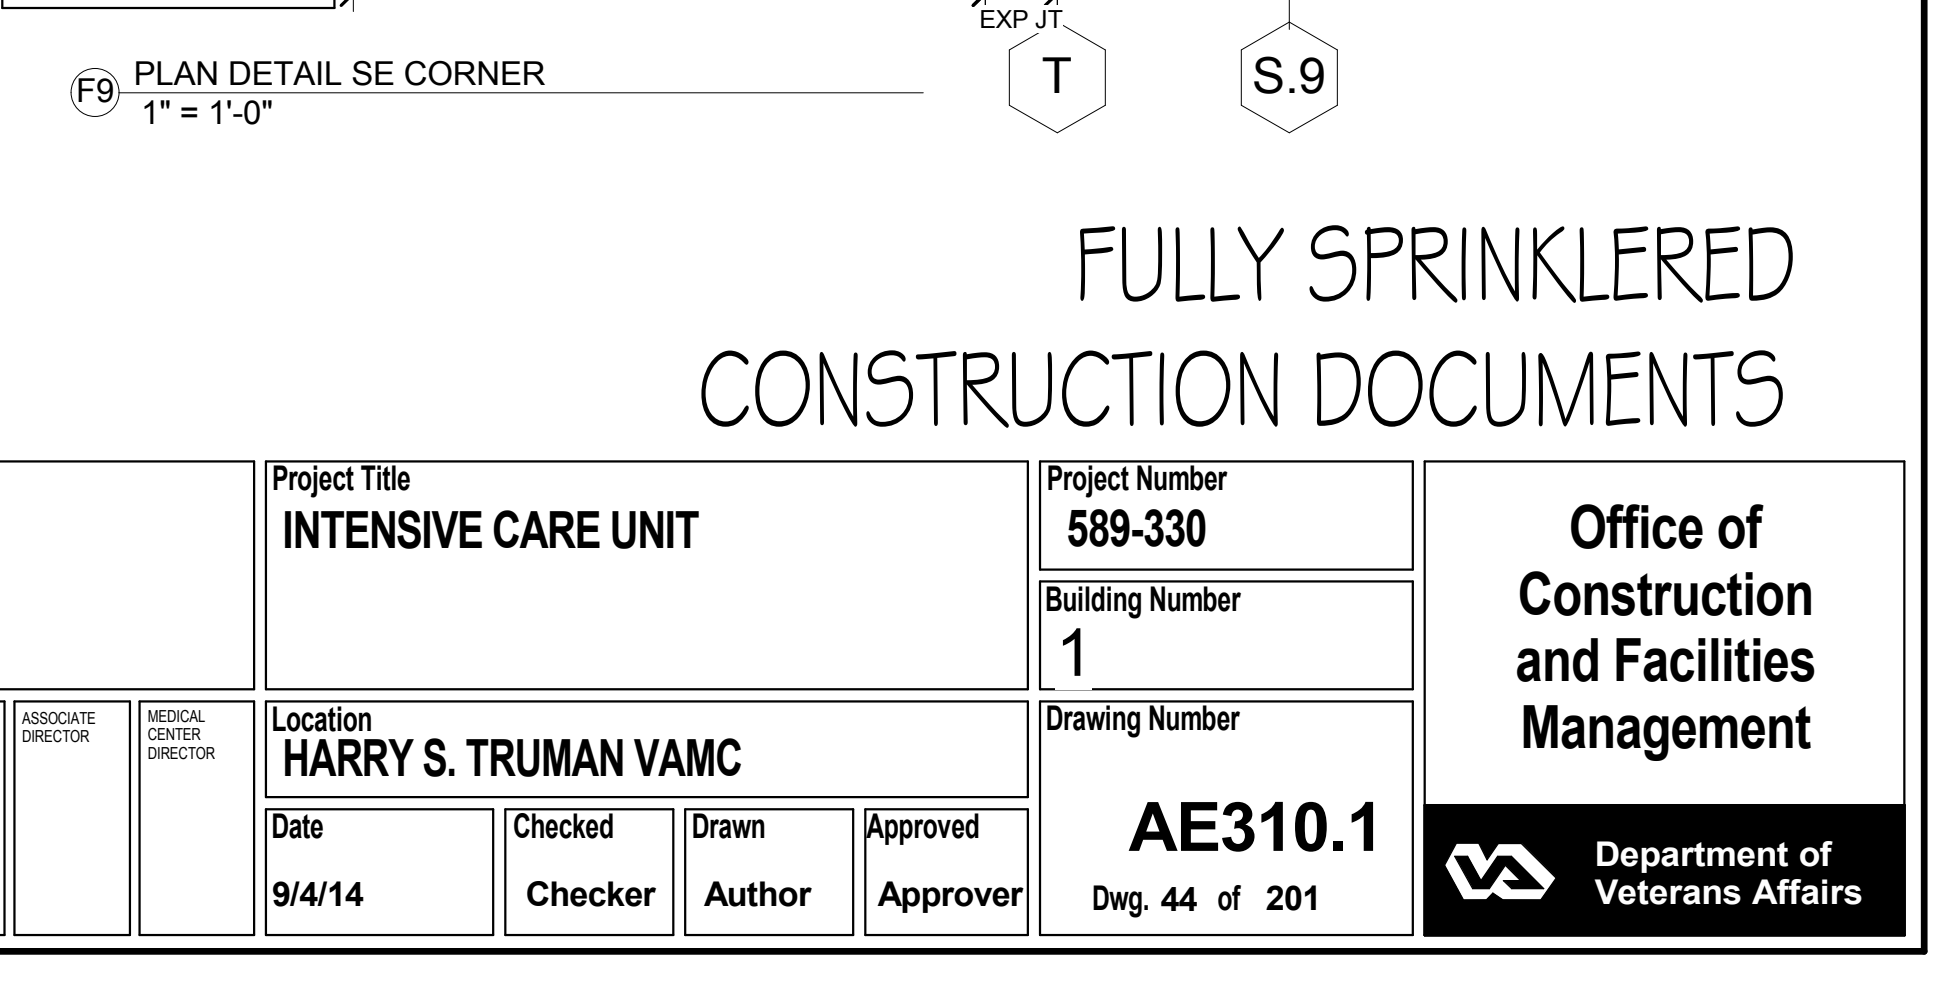 EXP JT
T
S.9
F9
PLAN DETAIL SE CORNER
1" = 1'-0"
FULLY SPRINKLERED
CONSTRUCTION DOCUMENTS
Project Title
INTENSIVE CARE UNIT
Project Number
589-330
Building Number
1
Office of
Construction
and Facilities
Management
ASSOCIATE
DIRECTOR
MEDICAL
CENTER
DIRECTOR
Location
HARRY S. TRUMAN VAMC
Date
9/4/14
Checked
Checker
Drawn
Author
Approved
Approver
Drawing Number
AE310.1
Dwg. 44 of 201
VA
Department of
Veterans Affairs